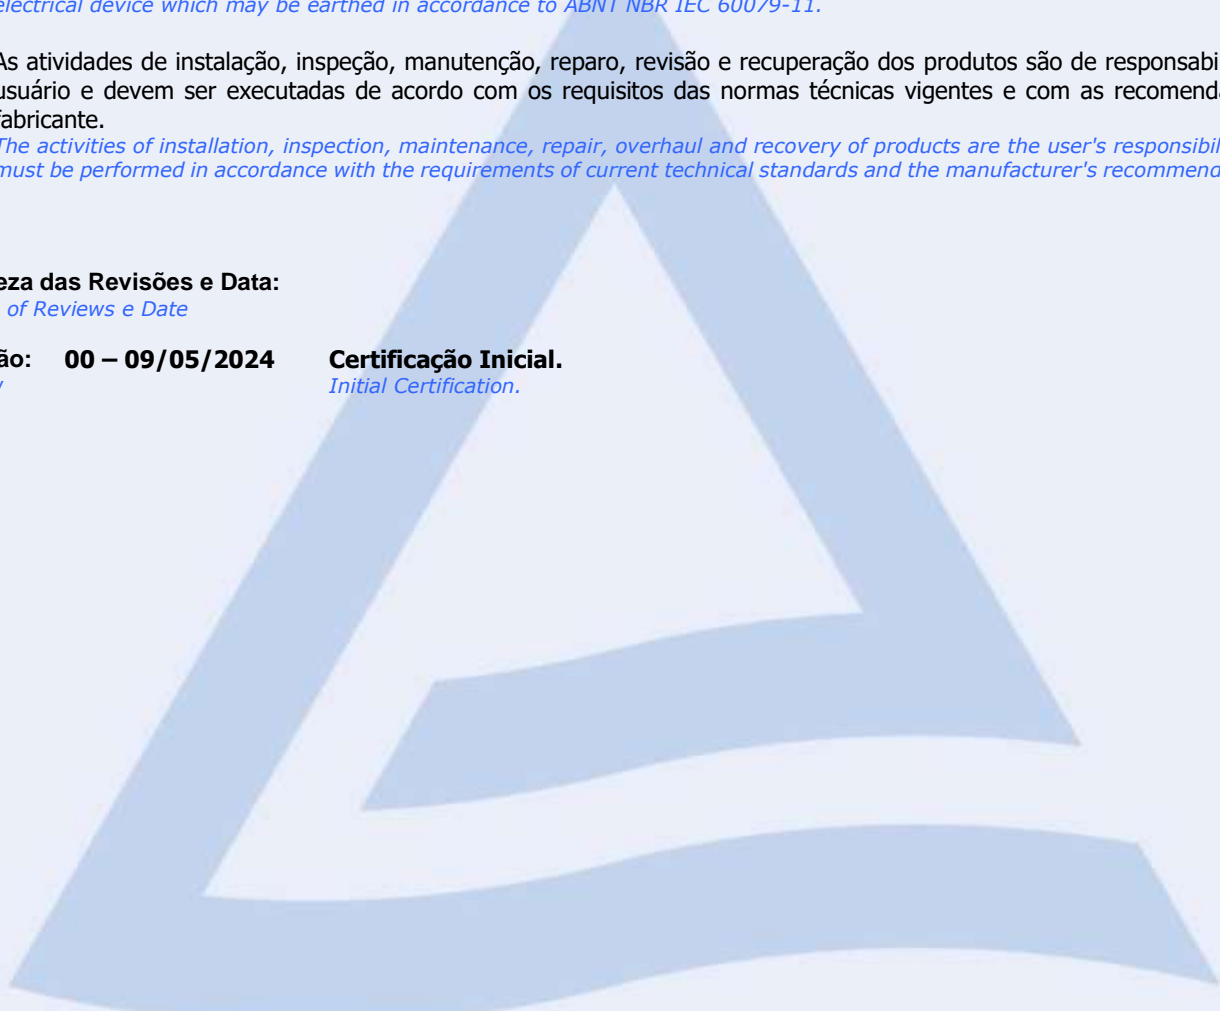 electrical device which may be earthed in accordance to ABNT NBR IEC 60079-11.
As atividades de instalação, inspeção, manutenção, reparo, revisão e recuperação dos produtos são de responsabi
usuário e devem ser executadas de acordo com os requisitos das normas técnicas vigentes e com as recomenda
fabricante.
The activities of installation, inspection, maintenance, repair, overhaul and recovery of products are the user's responsibil
must be performed in accordance with the requirements of current technical standards and the manufacturer's recommend
eza das Revisões e Data:
of Reviews e Date
ão: 00 – 09/05/2024 Certificação Inicial.
Initial Certification.